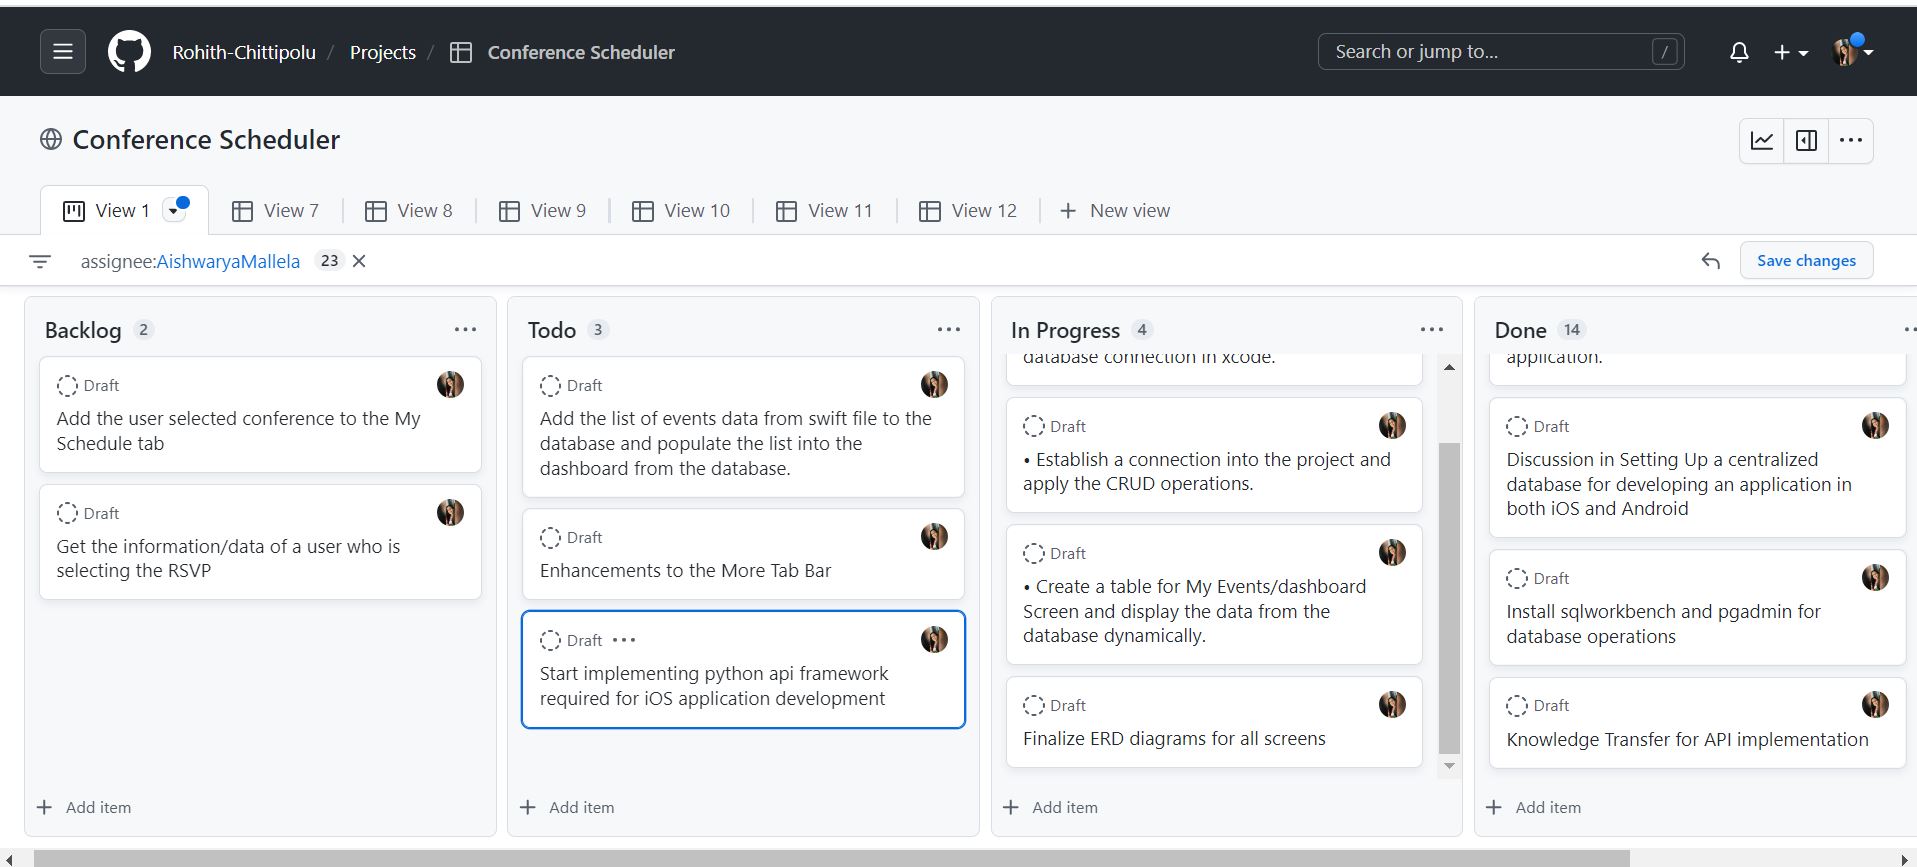 Rohith-Chittipolu / Projects / Conference Scheduler
Search or jump to... /
Conference Scheduler
View 1
View 7
View 8
View 9
View 10
View 11
View 12
New view
assignee:AishwaryaMallela 23
Save changes
Backlog 2
Draft
Add the user selected conference to the My
Schedule tab
Draft
Get the information/data of a user who is
selecting the RSVP
Add item
Todo 3
Draft
Add the list of events data from swift file to the
database and populate the list into the
dashboard from the database.
Draft
Enhancements to the More Tab Bar
Draft
Start implementing python api framework
required for iOS application development
Add item
In Progress 4
database connection in xcode.
Draft
• Establish a connection into the project and
apply the CRUD operations.
Draft
• Create a table for My Events/dashboard
Screen and display the data from the
database dynamically.
Draft
Finalize ERD diagrams for all screens
Add item
Done 14
application.
Draft
Discussion in Setting Up a centralized
database for developing an application in
both iOS and Android
Draft
Install sqlworkbench and pgadmin for
database operations
Draft
Knowledge Transfer for API implementation
Add item